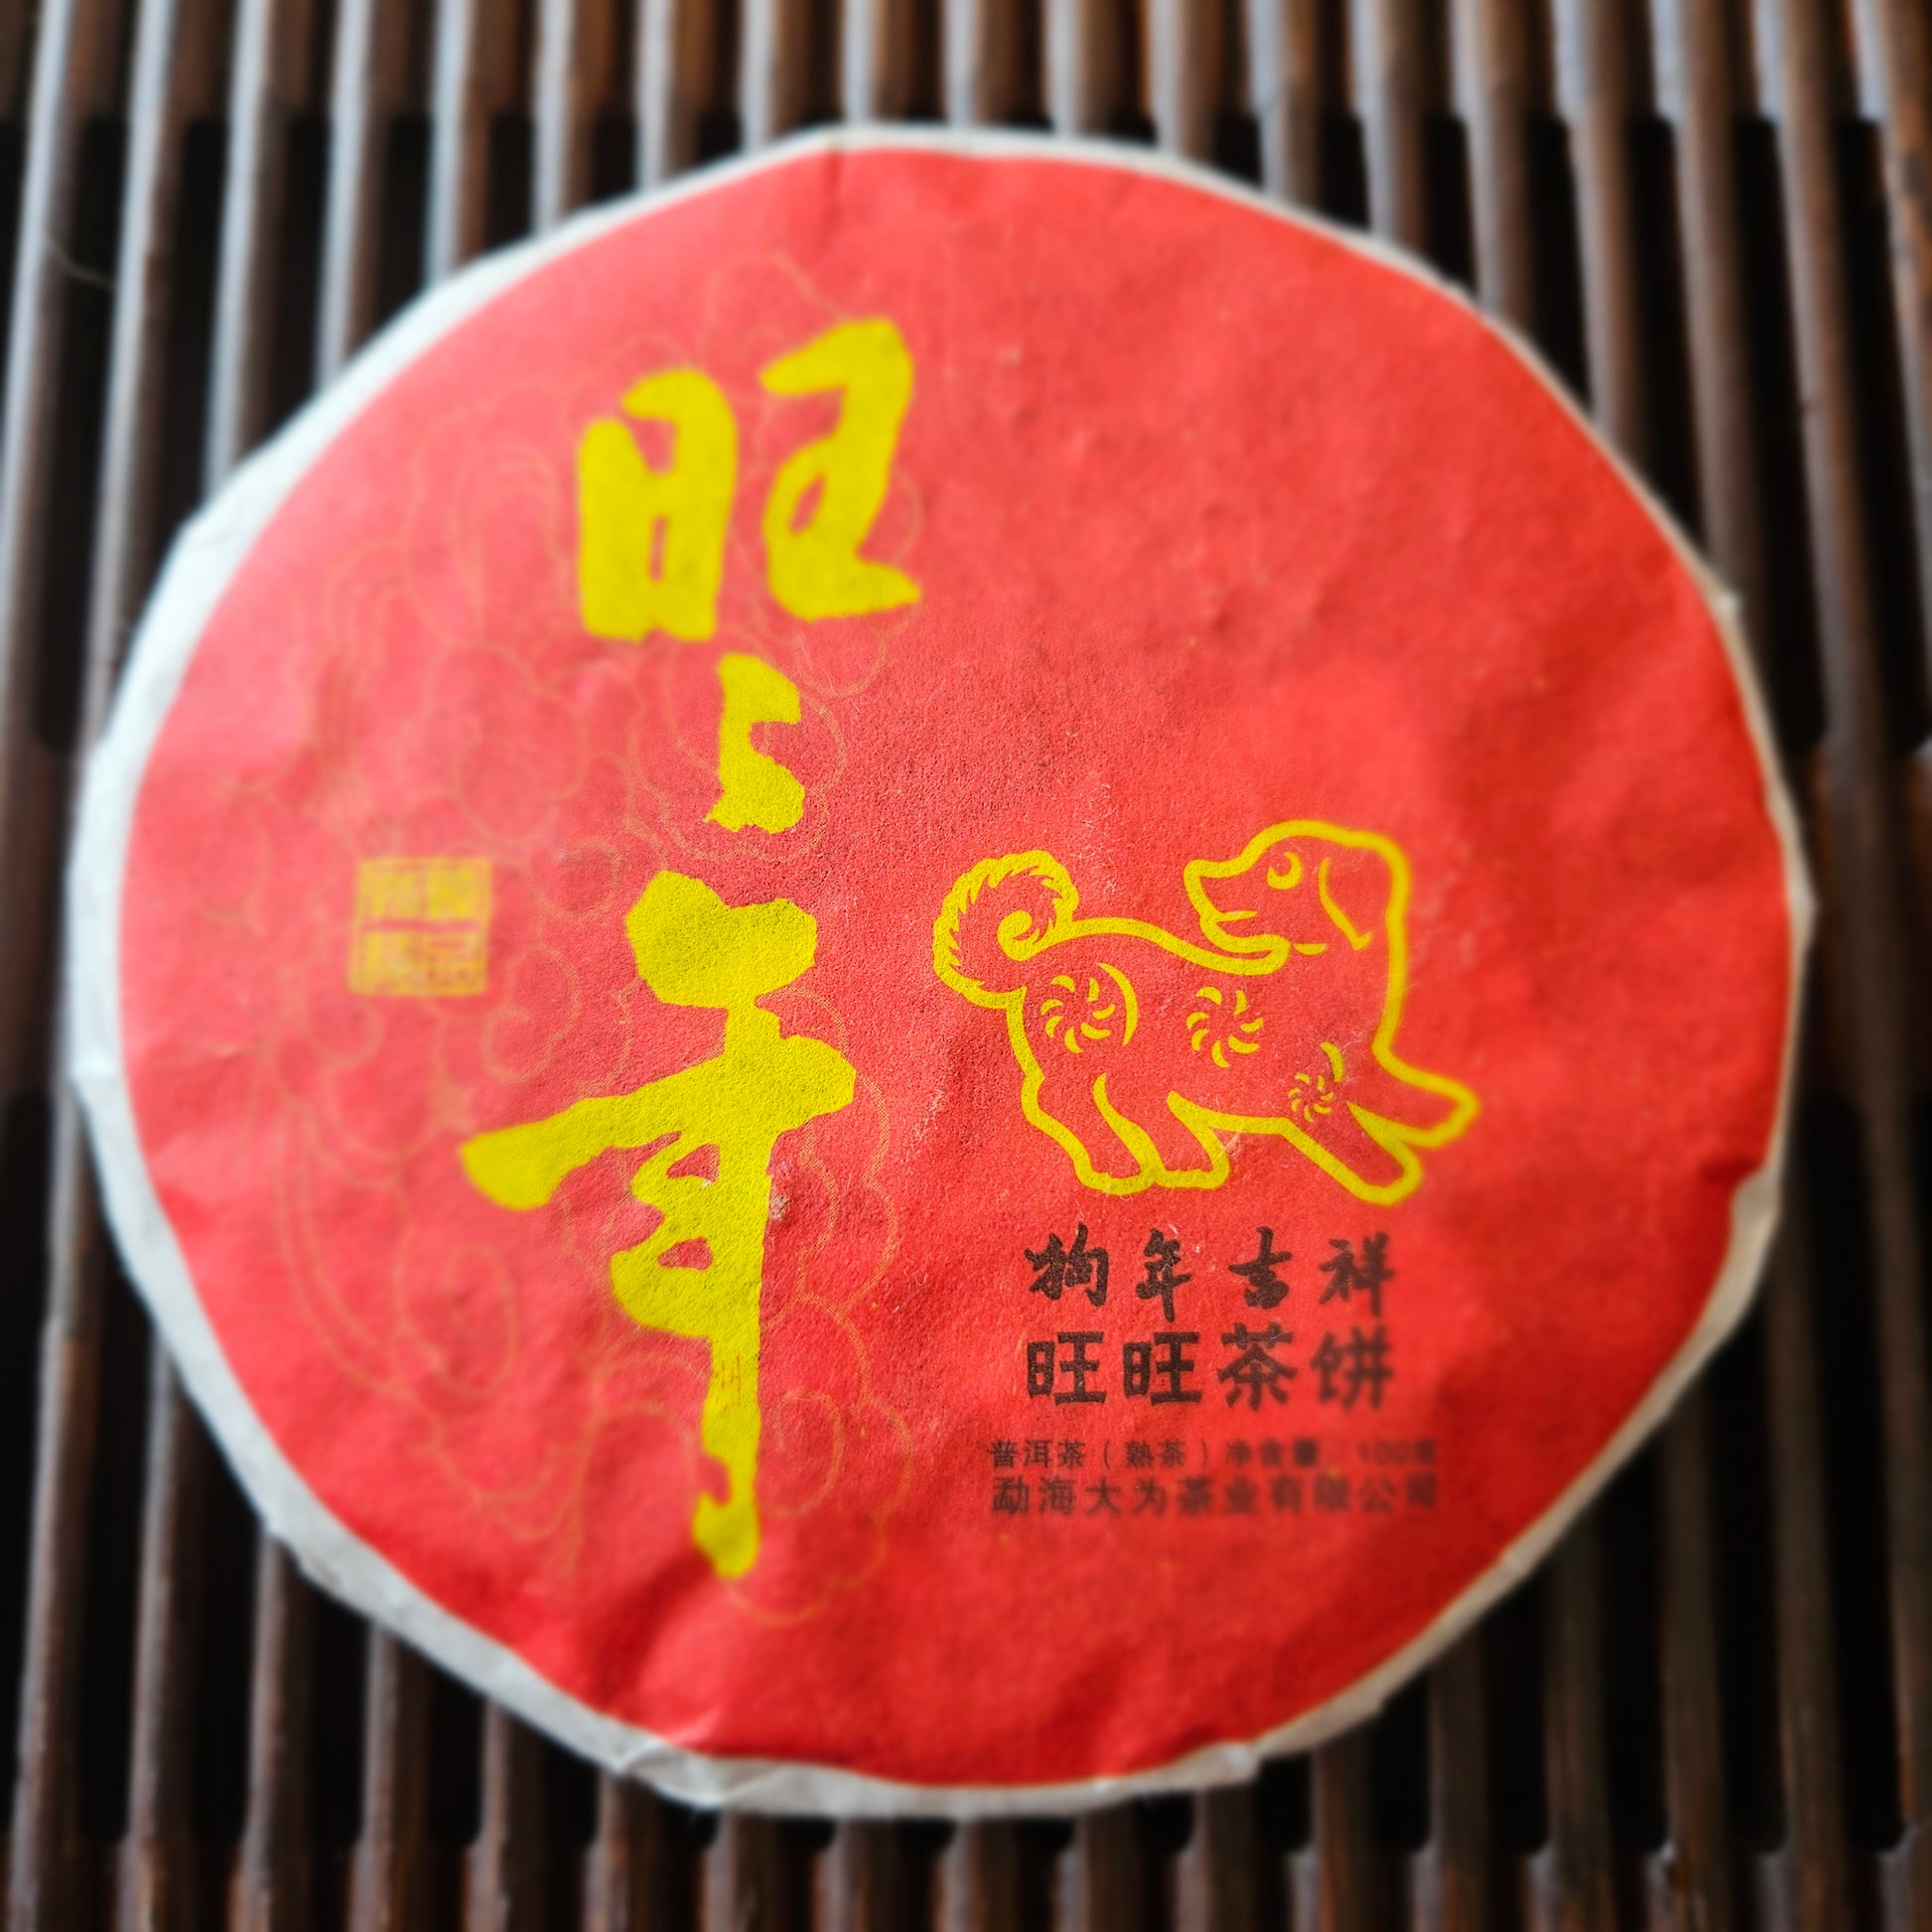 旺旺年
狗年吉祥
旺旺茶饼
普洱茶(熟茶)净含量：100克
勐海大为茶业有限公司